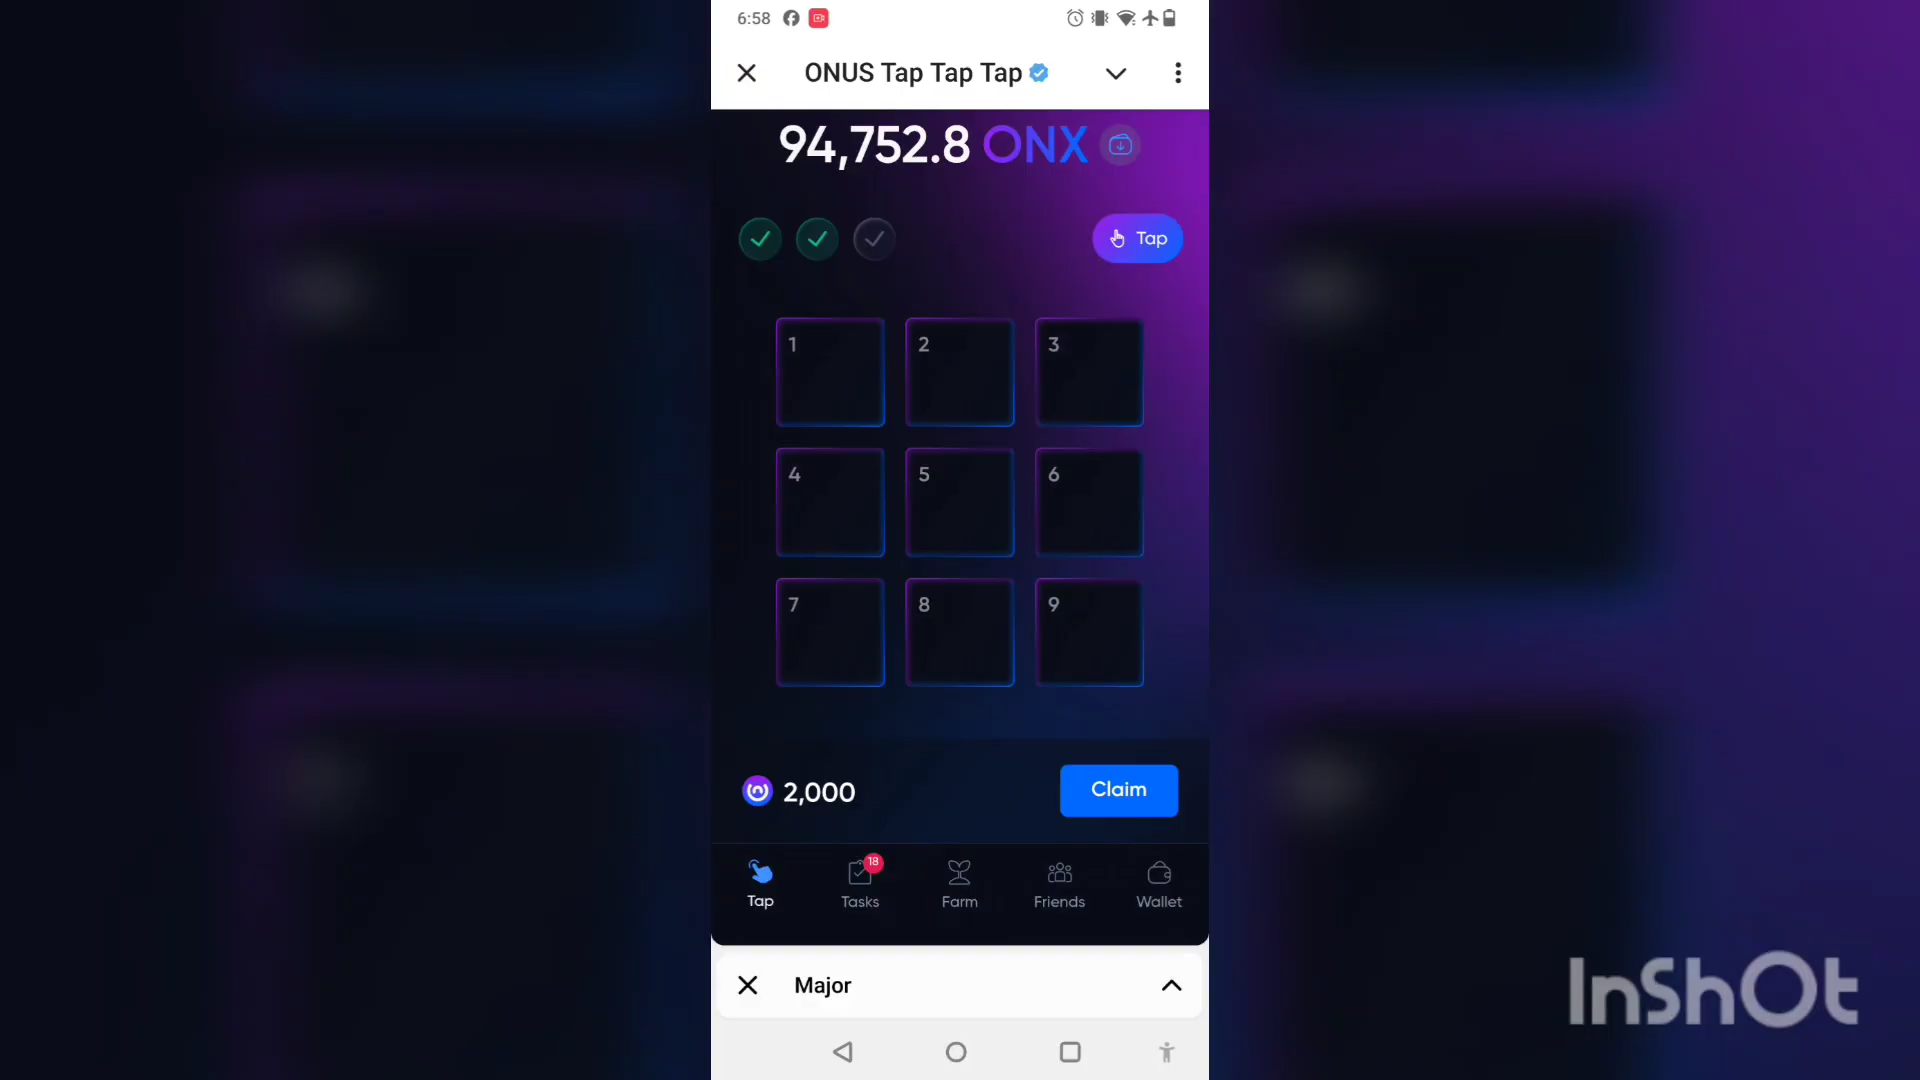 6:58
ONUS Tap Tap Tap
94,752.8 ONX
Tap
1 2 3
4 5 6
7 8 9
2,000 Claim
18
Tap Tasks Farm Friends Wallet
Major
InShOt